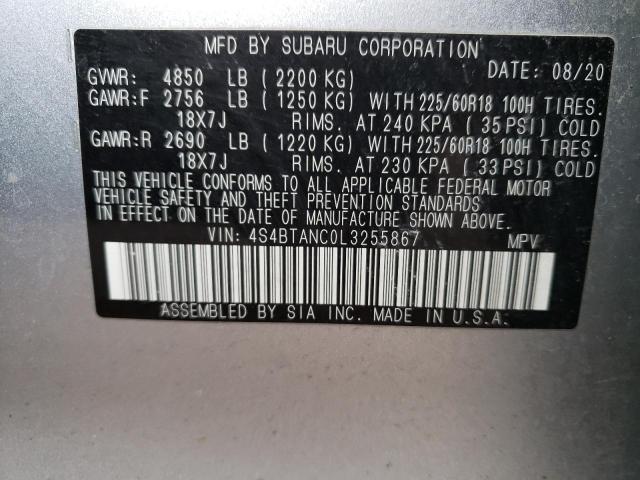 MFD BY SUBARU CORPORATION
DATE: 08/20
GVWR: 4850 LB ( 2200 KG)
GAWR:F 2756 LB ( 1250 KG) WITH 225/60R18 100H TIRES.
18X7J RIMS. AT 240 KPA ( 35 PSI) COLD
GAWR:R 2690 LB ( 1220 KG) WITH 225/60R18 100H TIRES.
18X7J RIMS. AT 230 KPA ( 33 PSI) COLD
THIS VEHICLE CONFORMS TO ALL APPLICABLE FEDERAL MOTOR
VEHICLE SAFETY AND THEFT PREVENTION STANDARDS
IN EFFECT ON THE DATE OF MANUFACTURE SHOWN ABOVE.
VIN: 4S4BTANC0L3255867 MPV
ASSEMBLED BY SIA INC. MADE IN U.S.A.